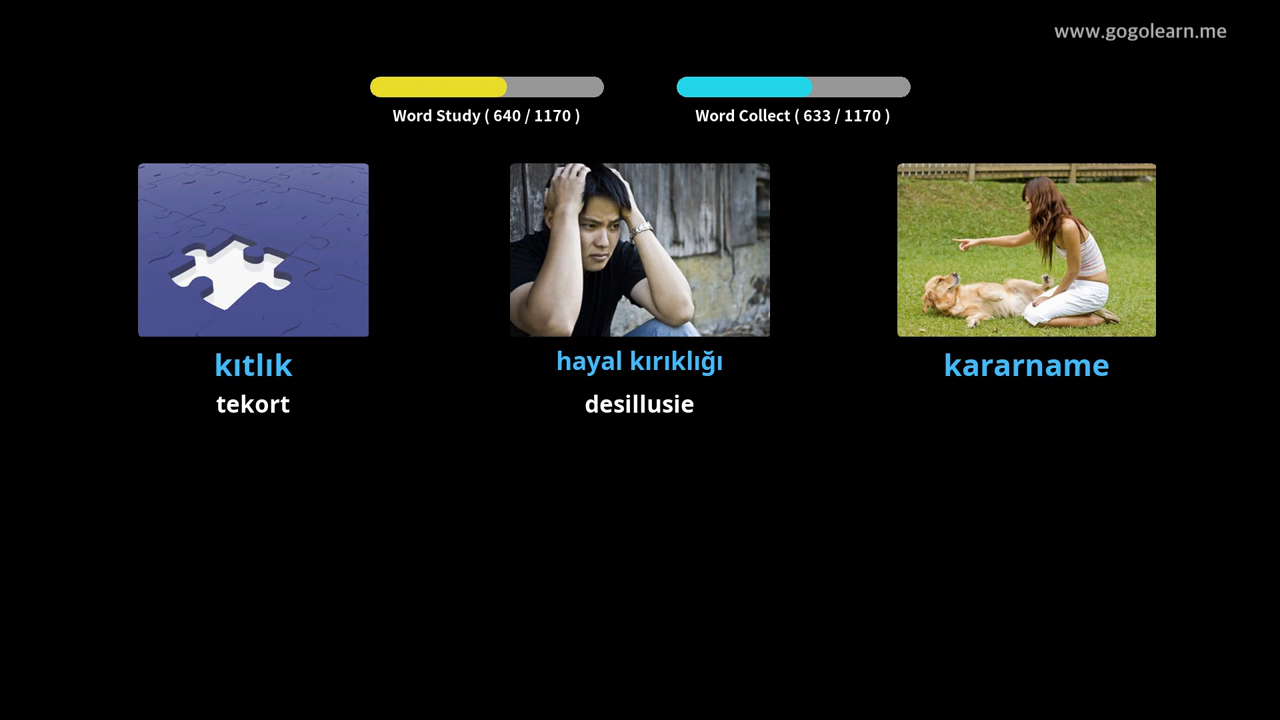 www.gogolearn.me
Word Study ( 640 / 1170 )
Word Collect ( 633 / 1170 )
kıtlık
hayal kırıklığı
kararname
tekort
desillusie